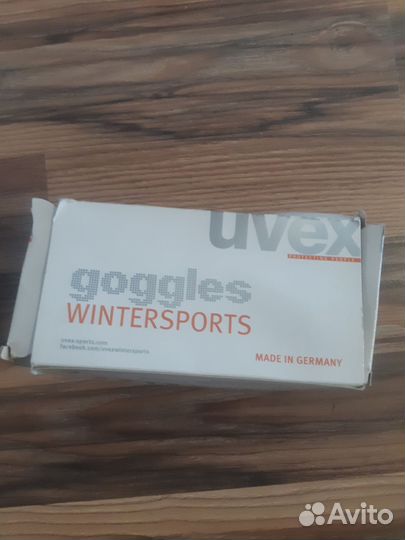 uvex
PROTECTING PEOPLE
goggles
WINTERSPORTS
uvex-sports.com
facebook.com/uvexwintersports
MADE IN GERMANY
Avito